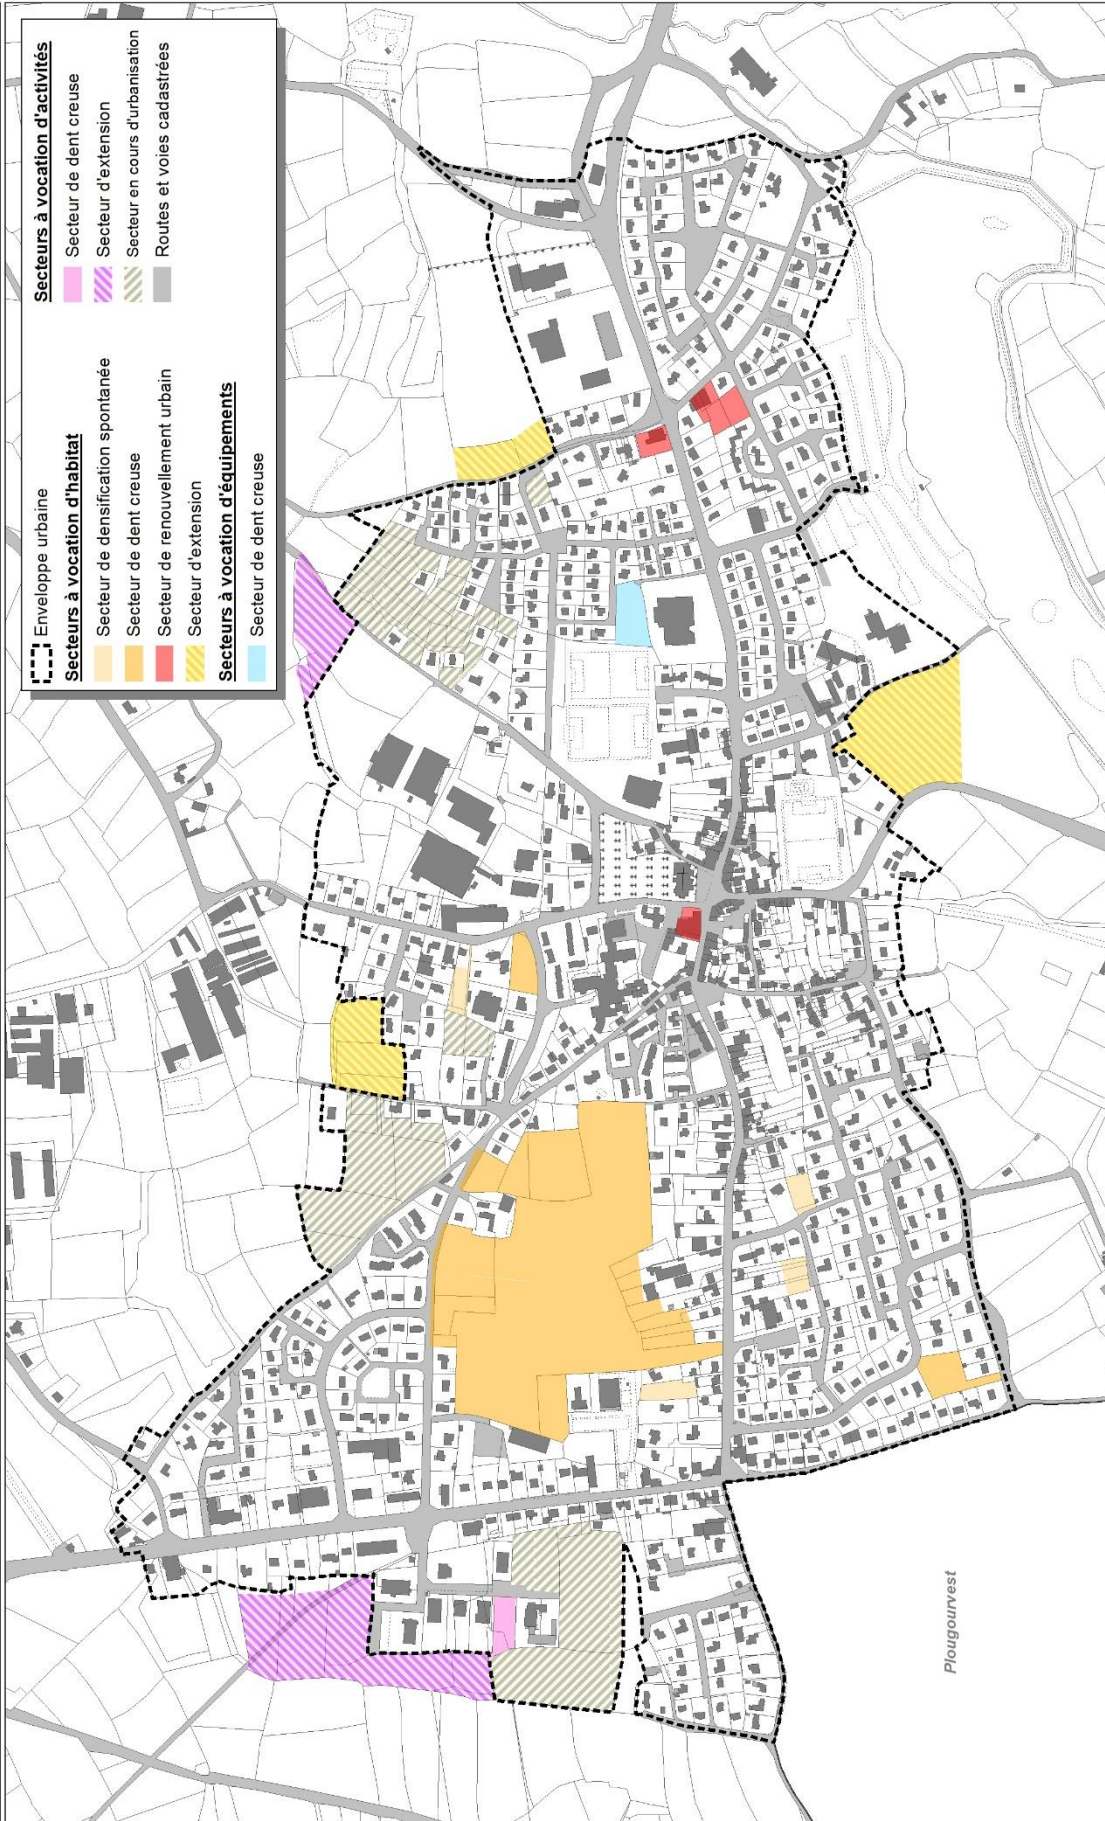 Enveloppe urbaine
Secteurs à vocation d'habitat
Secteur de densification spontanée
Secteur de dent creuse
Secteur de renouvellement urbain
Secteur d'extension
Secteurs à vocation d'équipements
Secteur de dent creuse
Secteurs à vocation d'activités
Secteur de dent creuse
Secteur d'extension
Secteur en cours d'urbanisation
Routes et voies cadastrées
Plougourvest